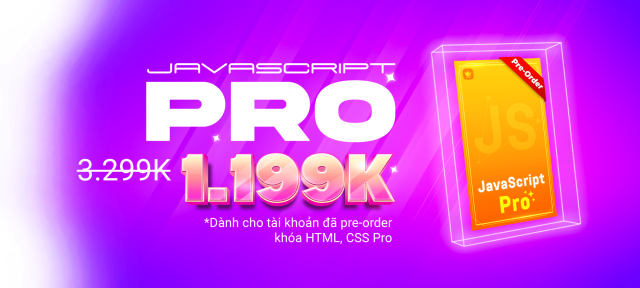 JAVASCRIPT
PRO
3.299K 1.199K
*Dành cho tài khoản đã pre-order
khóa HTML, CSS Pro
Pre-Order
JS
JavaScript
Pro